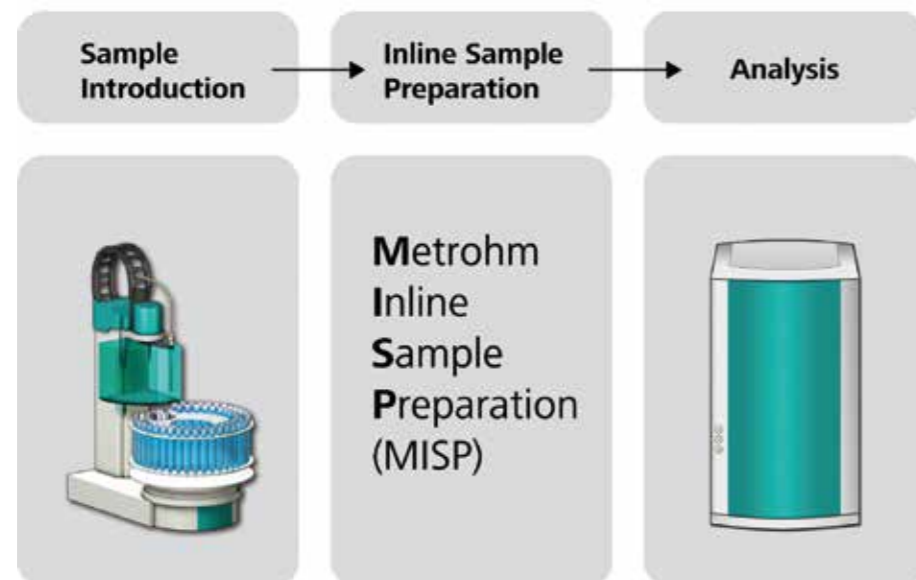 Sample
Introduction
Inline Sample
Preparation
Analysis
Metrohm
Inline
Sample
Preparation
(MISP)